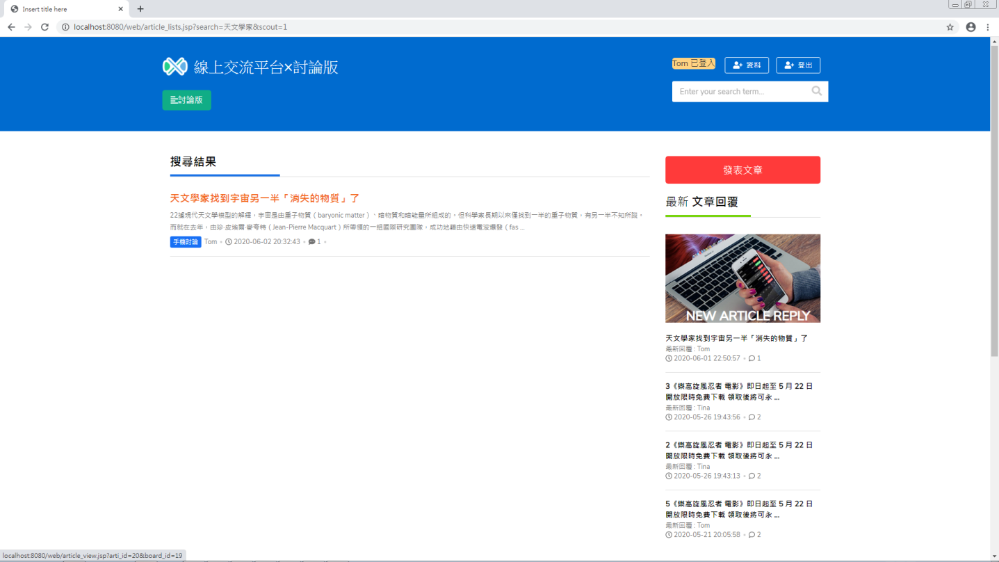 Insert title here
localhost:8080/web/article_lists.jsp?search=天文學家&scout=1
線上交流平台×討論版
Tom 已登入
資料
登出
Enter your search term...
討論版
搜尋結果
天文學家找到宇宙另一半「消失的物質」了
22據現代天文學模型的解釋，宇宙是由重子物質（baryonic matter）、暗物質和暗能量所組成的，但科學家長期以來僅找到一半的重子物質，有另一半不知所蹤，
而就在去年，由珍·皮埃爾·麥夸特（Jean-Pierre Macquart）所帶領的一組國際研究團隊，成功地藉由快速電波爆發（fas ...
手機討論 Tom 2020-06-02 20:32:43 1
發表文章
最新 文章回覆
NEW ARTICLE REPLY
天文學家找到宇宙另一半「消失的物質」了
最新回覆 : Tom
2020-06-01 22:50:57 1
3《樂高旋風忍者 電影》即日起至 5 月 22 日
開放限時免費下載 領取後將可永 ...
最新回覆 : Tina
2020-05-26 19:43:56 2
2《樂高旋風忍者 電影》即日起至 5 月 22 日
開放限時免費下載 領取後將可永 ...
最新回覆 : Tina
2020-05-26 19:43:13 2
5《樂高旋風忍者 電影》即日起至 5 月 22 日
開放限時免費下載 領取後將可永 ...
最新回覆 : Tom
2020-05-21 20:05:58 2
localhost:8080/web/article_view.jsp?arti_id=20&board_id=19